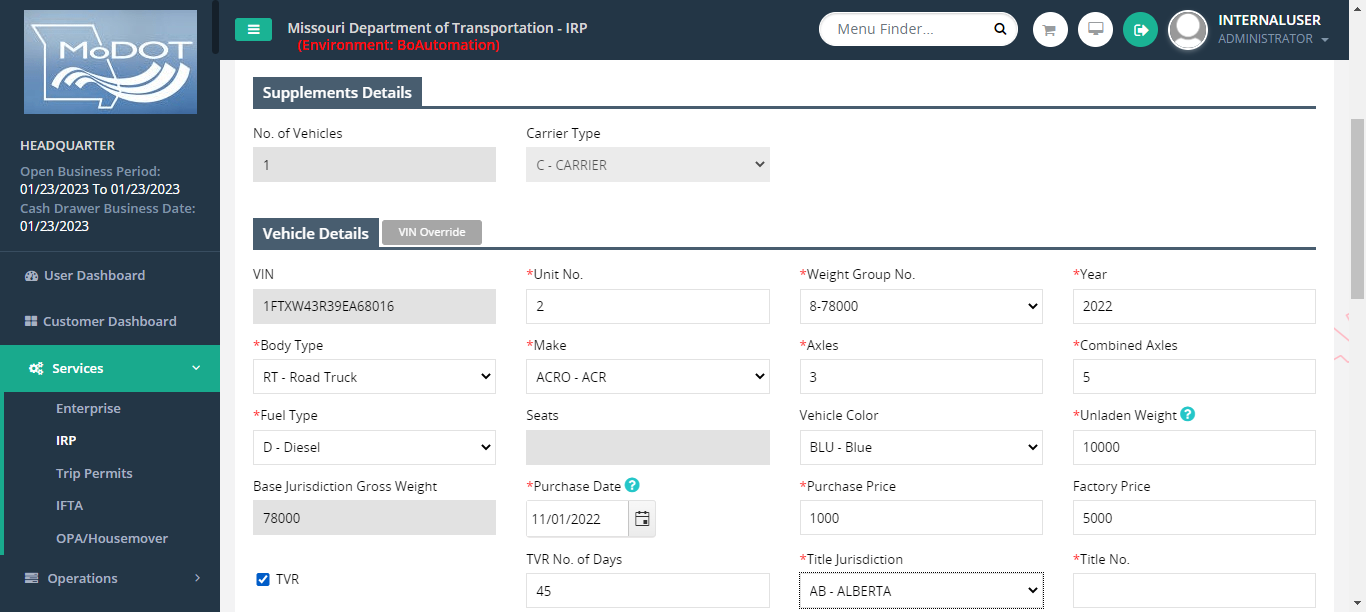 MoDOT
Missouri Department of Transportation - IRP
(Environment: BoAutomation)
Menu Finder...
INTERNALUSER
ADMINISTRATOR
HEADQUARTER
Open Business Period:
01/23/2023 To 01/23/2023
Cash Drawer Business Date:
01/23/2023
User Dashboard
Customer Dashboard
Services
Enterprise
IRP
Trip Permits
IFTA
OPA/Housemover
Operations
Supplements Details
No. of Vehicles Carrier Type
1 C - CARRIER
Vehicle Details VIN Override
VIN *Unit No. *Weight Group No. *Year
1FTXW43R39EA68016 2 8-78000 2022
*Body Type *Make *Axles *Combined Axles
RT - Road Truck ACRO - ACR 3 5
*Fuel Type Seats Vehicle Color *Unladen Weight ?
D - Diesel BLU - Blue 10000
Base Jurisdiction Gross Weight *Purchase Date ? *Purchase Price Factory Price
78000 11/01/2022 1000 5000
TVR TVR No. of Days *Title Jurisdiction *Title No.
45 AB - ALBERTA